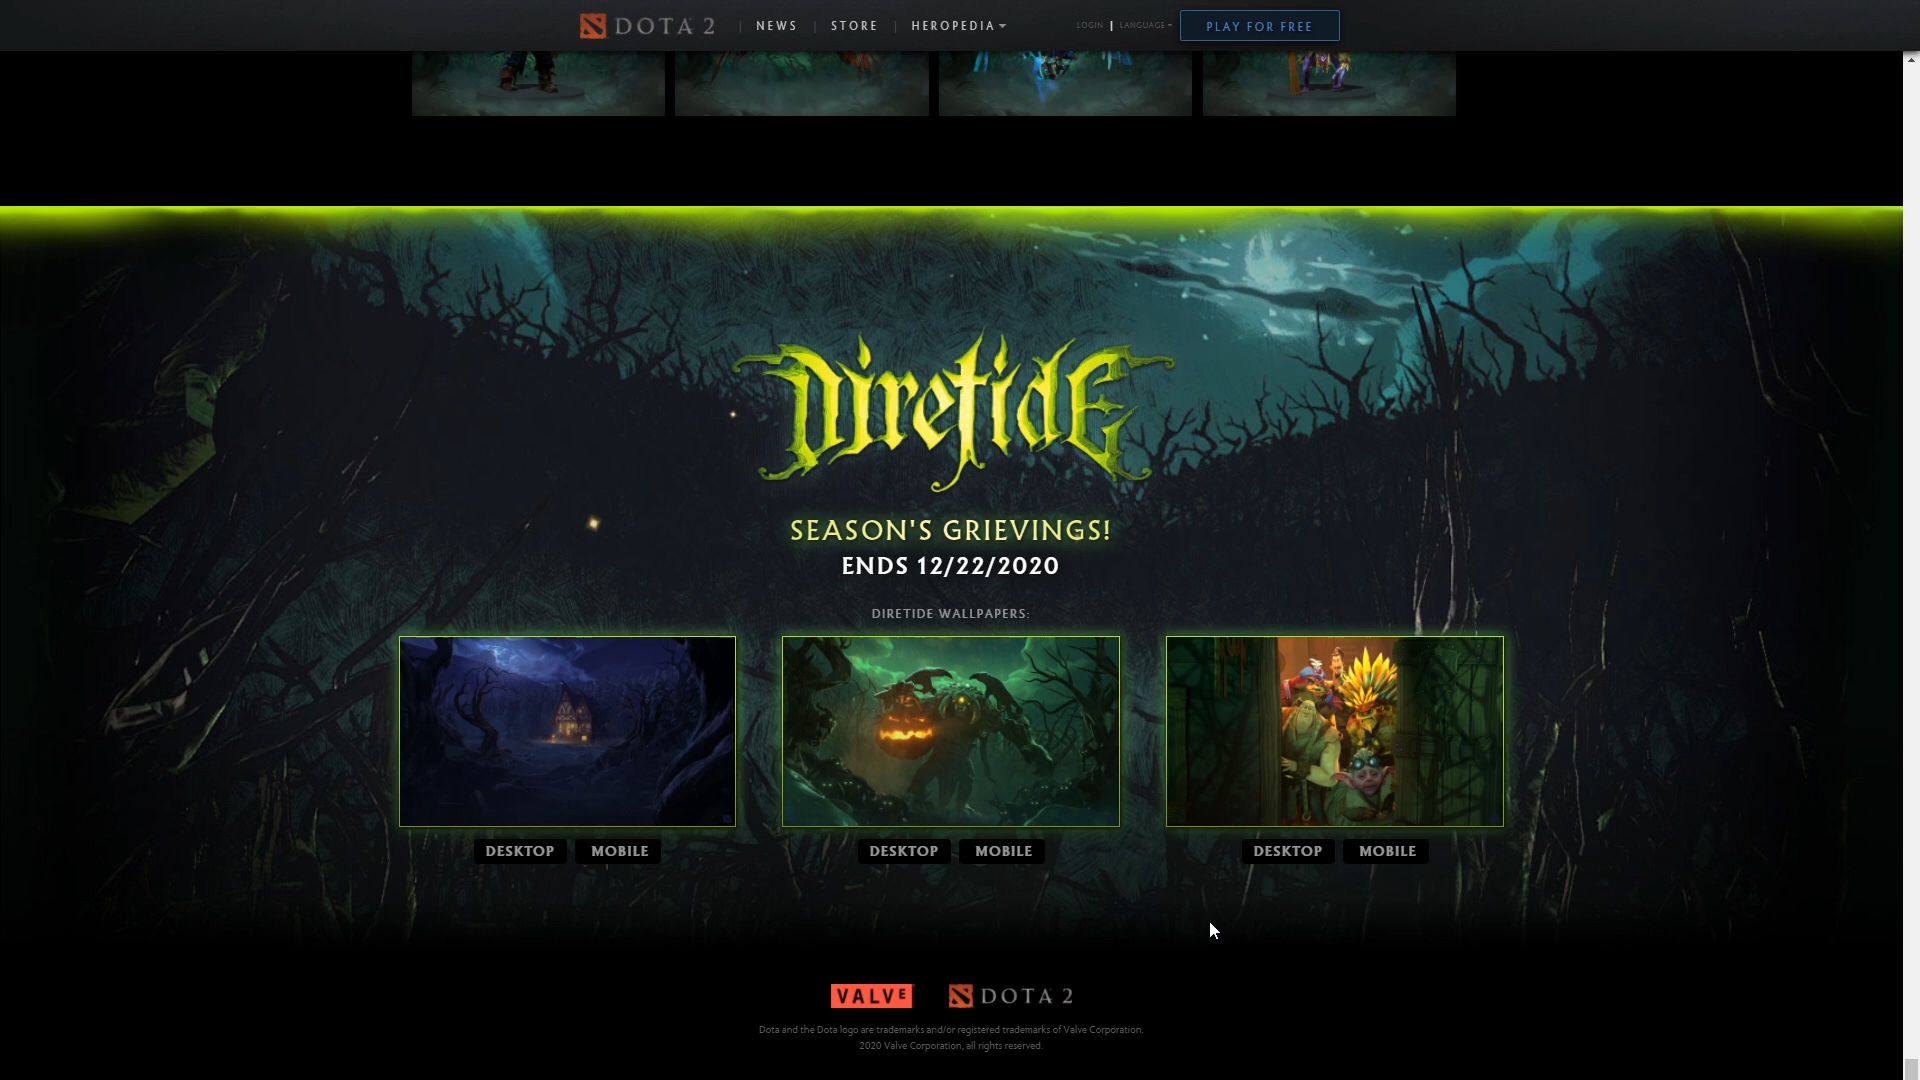 DOTA 2 | NEWS | STORE | HEROPEDIA LOGIN | LANGUAGE PLAY FOR FREE
Diretide
SEASON'S GRIEVINGS!
ENDS 12/22/2020
DIRETIDE WALLPAPERS:
DESKTOP MOBILE DESKTOP MOBILE DESKTOP MOBILE
VALVE DOTA 2
Dota and the Dota logo are trademarks and/or registered trademarks of Valve Corporation.
2020 Valve Corporation, all rights reserved.